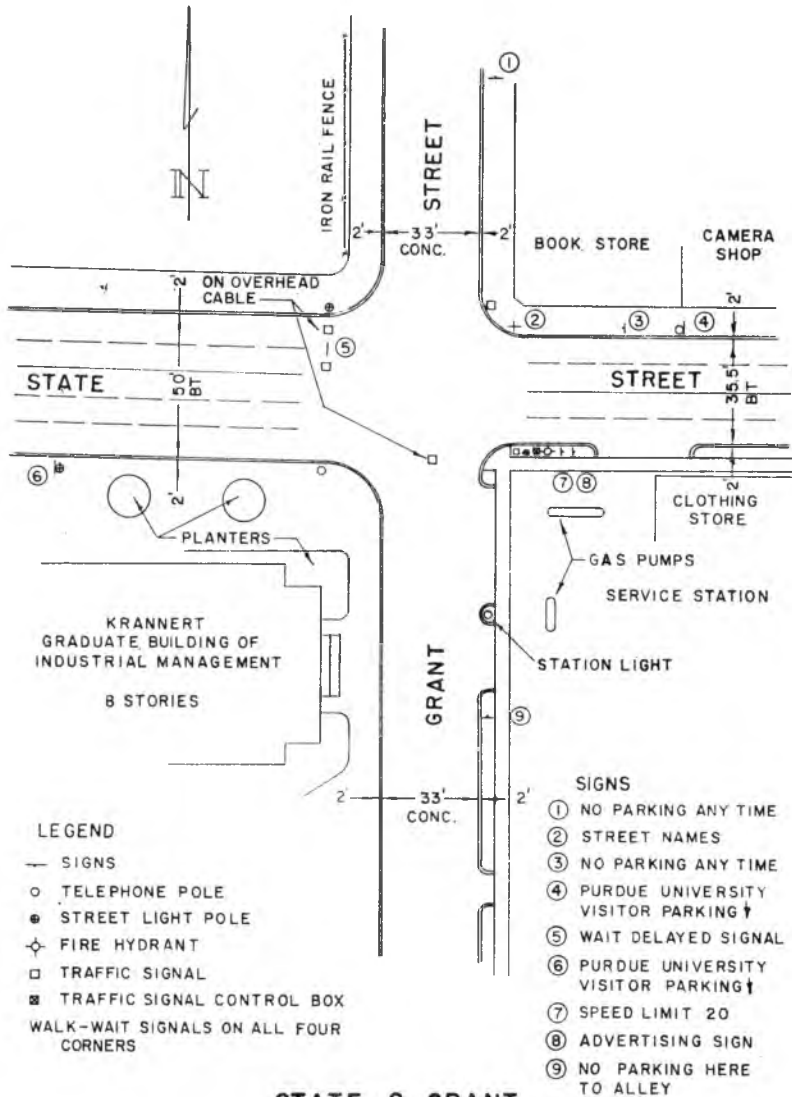 ①
IRON RAIL FENCE
STREET
N
2' 33' 2'
CONC.
BOOK STORE
CAMERA
SHOP
ON OVERHEAD
CABLE
2'
2'
②
③
④
⑤
STATE
50'
BT
STREET
35.5'
BT
⑥
2'
⑦ ⑧
2'
CLOTHING
STORE
PLANTERS
GAS PUMPS
SERVICE STATION
KRANNERT
GRADUATE BUILDING OF
INDUSTRIAL MANAGEMENT
8 STORIES
STATION LIGHT
GRANT
⑨
2' 33' 2'
CONC.
LEGEND
SIGNS
TELEPHONE POLE
STREET LIGHT POLE
FIRE HYDRANT
TRAFFIC SIGNAL
TRAFFIC SIGNAL CONTROL BOX
WALK-WAIT SIGNALS ON ALL FOUR
CORNERS
SIGNS
① NO PARKING ANY TIME
② STREET NAMES
③ NO PARKING ANY TIME
④ PURDUE UNIVERSITY
VISITOR PARKING
⑤ WAIT DELAYED SIGNAL
⑥ PURDUE UNIVERSITY
VISITOR PARKING
⑦ SPEED LIMIT 20
⑧ ADVERTISING SIGN
⑨ NO PARKING HERE
TO ALLEY
STATE & GRANT